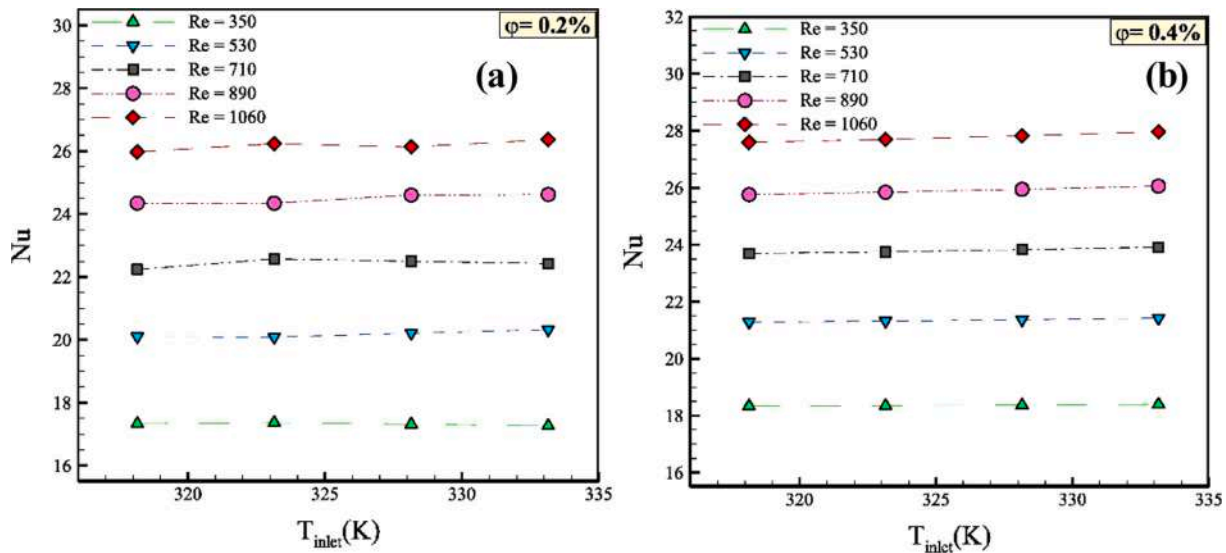 30
28
26
24
22
20
18
16
Nu
320
325
330
335
T_inlet(K)
Re = 350
Re = 530
Re = 710
Re = 890
Re = 1060
φ= 0.2%
(a)
32
30
28
26
24
22
20
18
16
15
Nu
320
325
330
335
T_inlet(K)
Re = 350
Re = 530
Re = 710
Re = 890
Re = 1060
φ= 0.4%
(b)